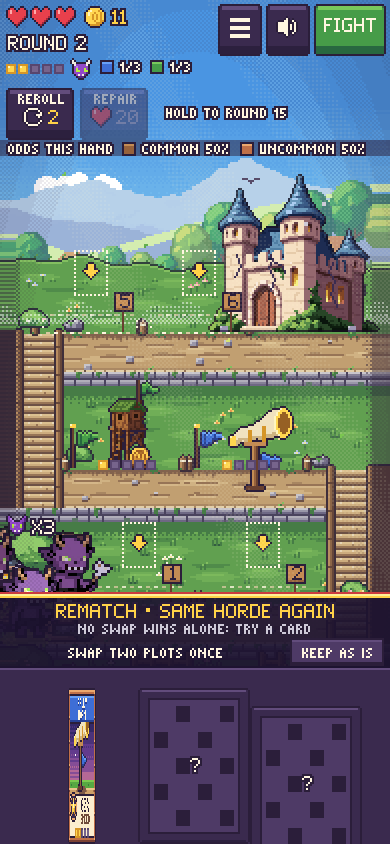 11
FIGHT
ROUND 2
1/3 1/3
REROLL
2
REPAIR
20
HOLD TO ROUND 15
ODDS THIS HAND COMMON 50% UNCOMMON 50%
5
6
X3
1
2
REMATCH · SAME HORDE AGAIN
NO SWAP WINS ALONE: TRY A CARD
SWAP TWO PLOTS ONCE
KEEP AS IS
?
?